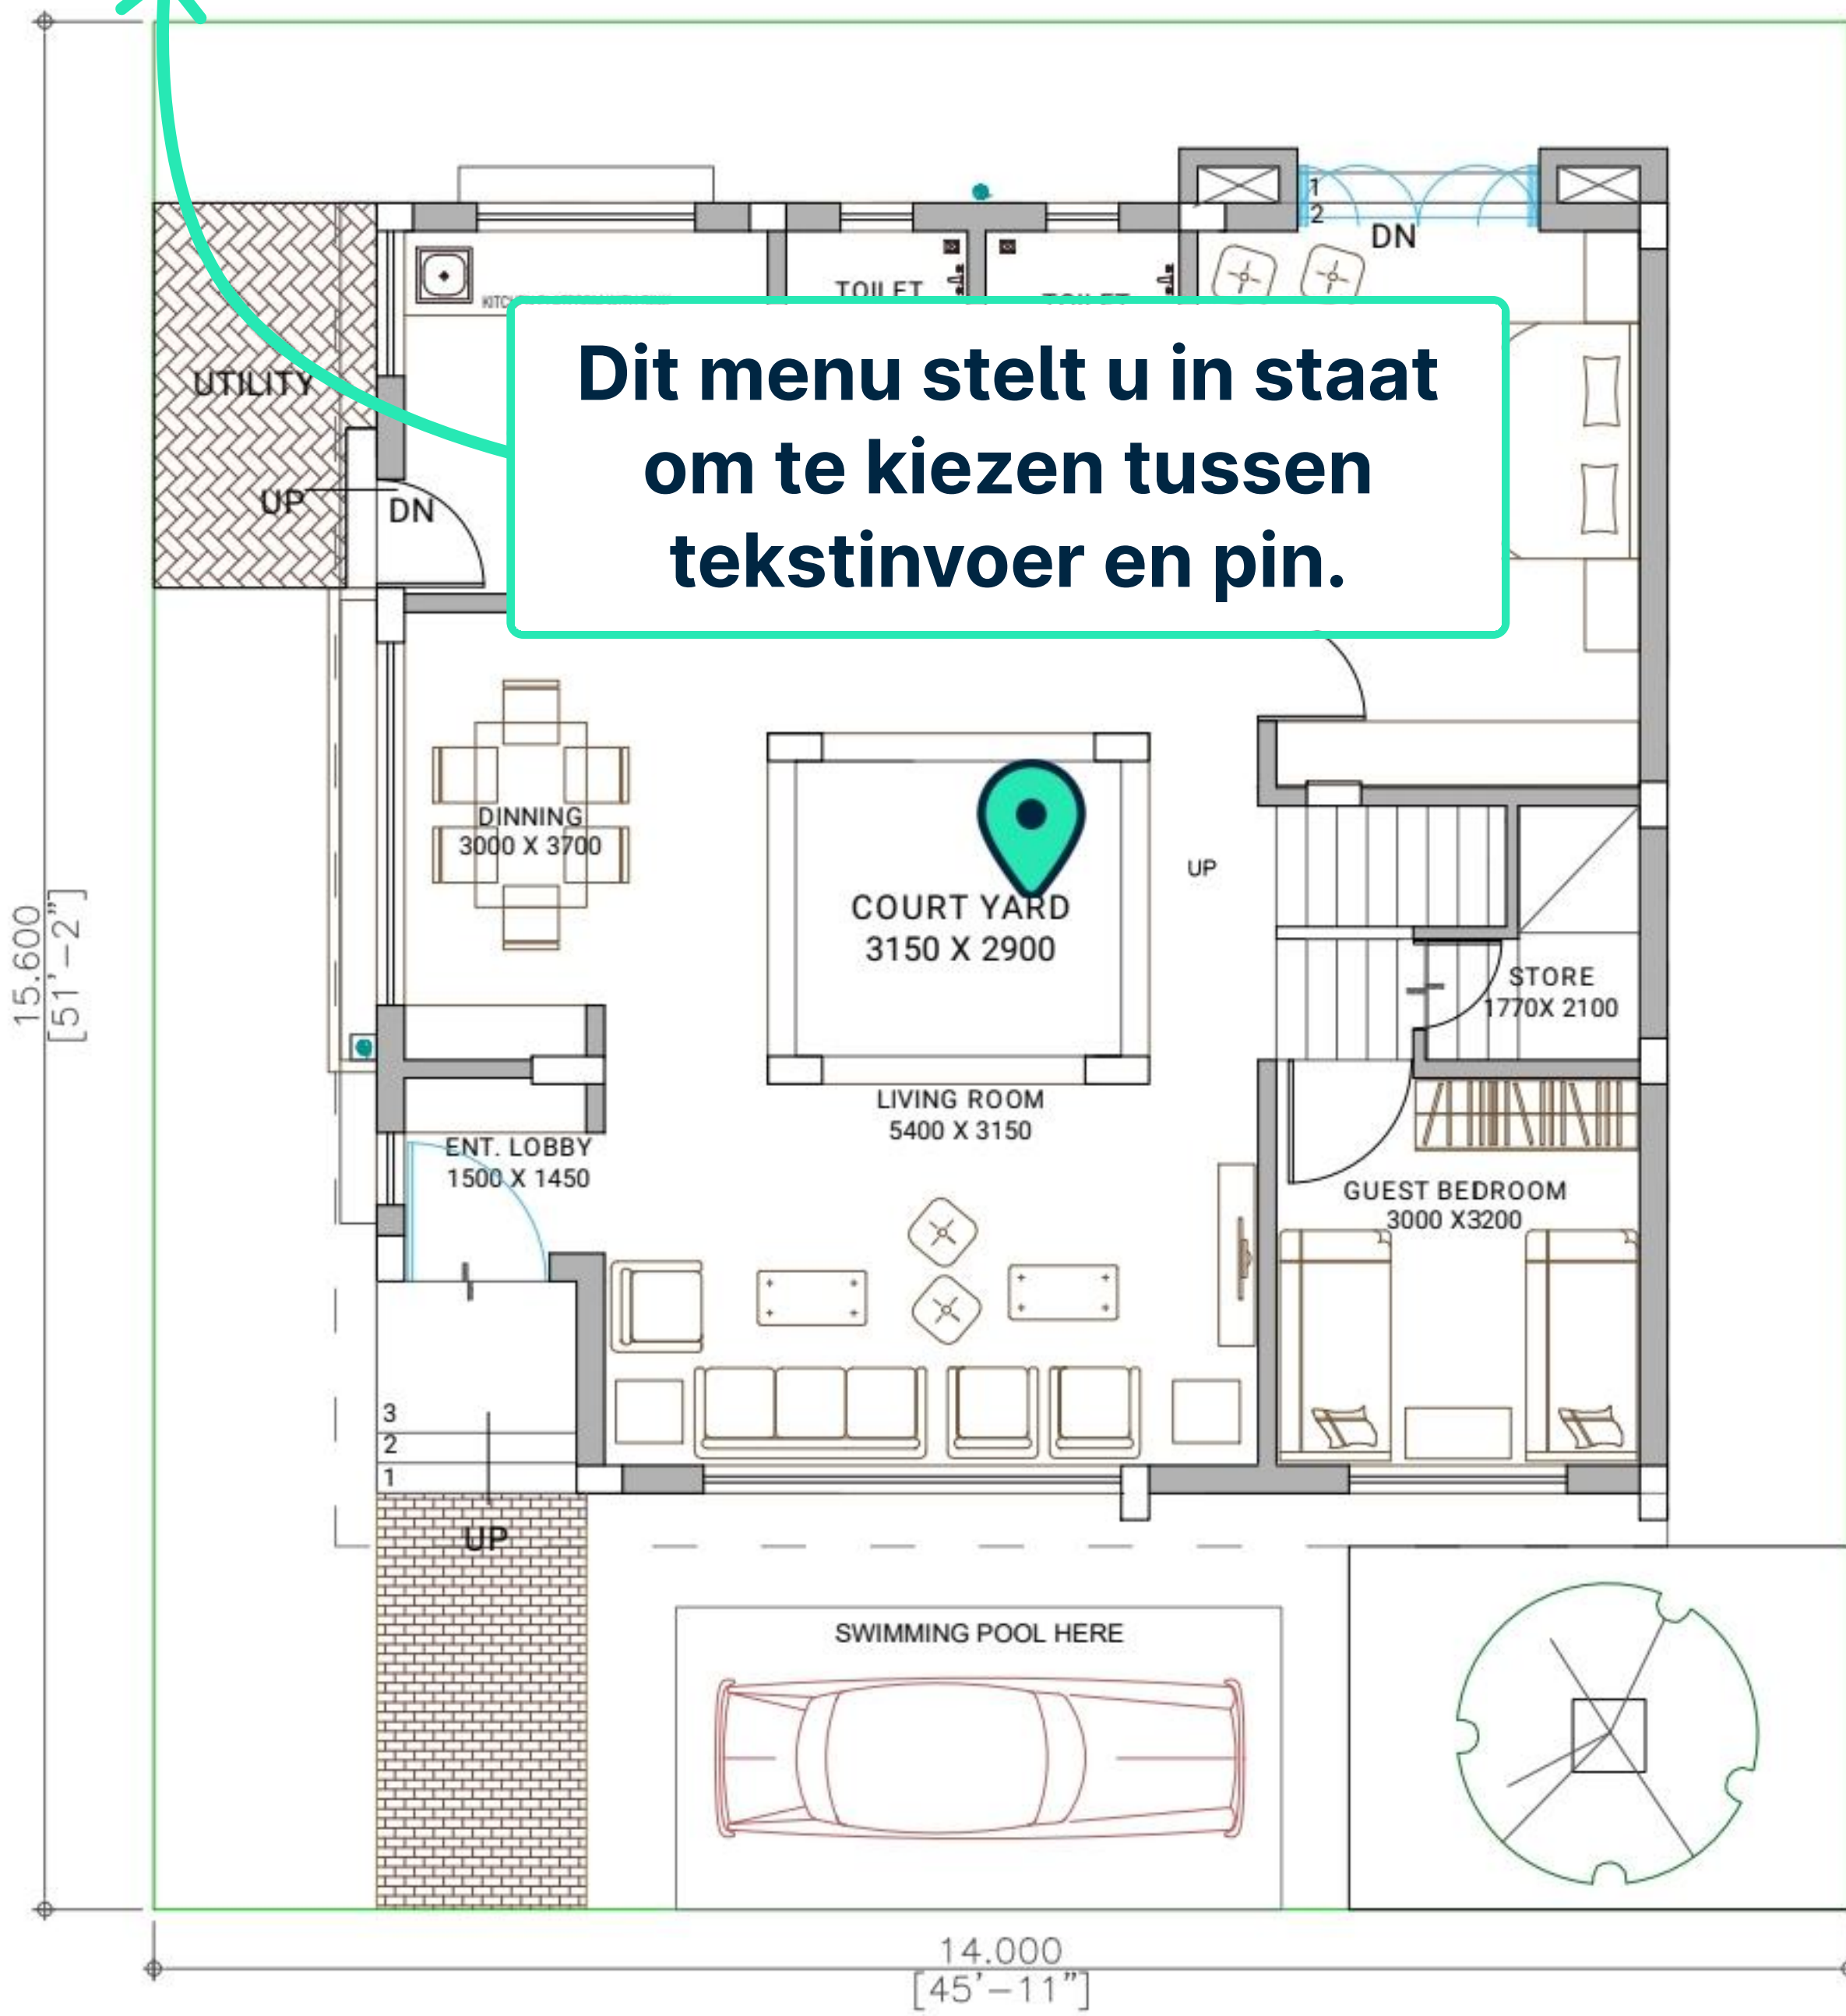 1
2
DN
TOILET
UTILITY
Dit menu stelt u in staat
om te kiezen tussen
tekstinvoer en pin.
UP
DN
DINNING
3000 X 3700
UP
COURT YARD
3150 X 2900
15.600
[51'-2"]
STORE
1770X 2100
LIVING ROOM
5400 X 3150
ENT. LOBBY
1500 X 1450
GUEST BEDROOM
3000 X3200
3
2
1
UP
SWIMMING POOL HERE
14.000
[45'-11"]